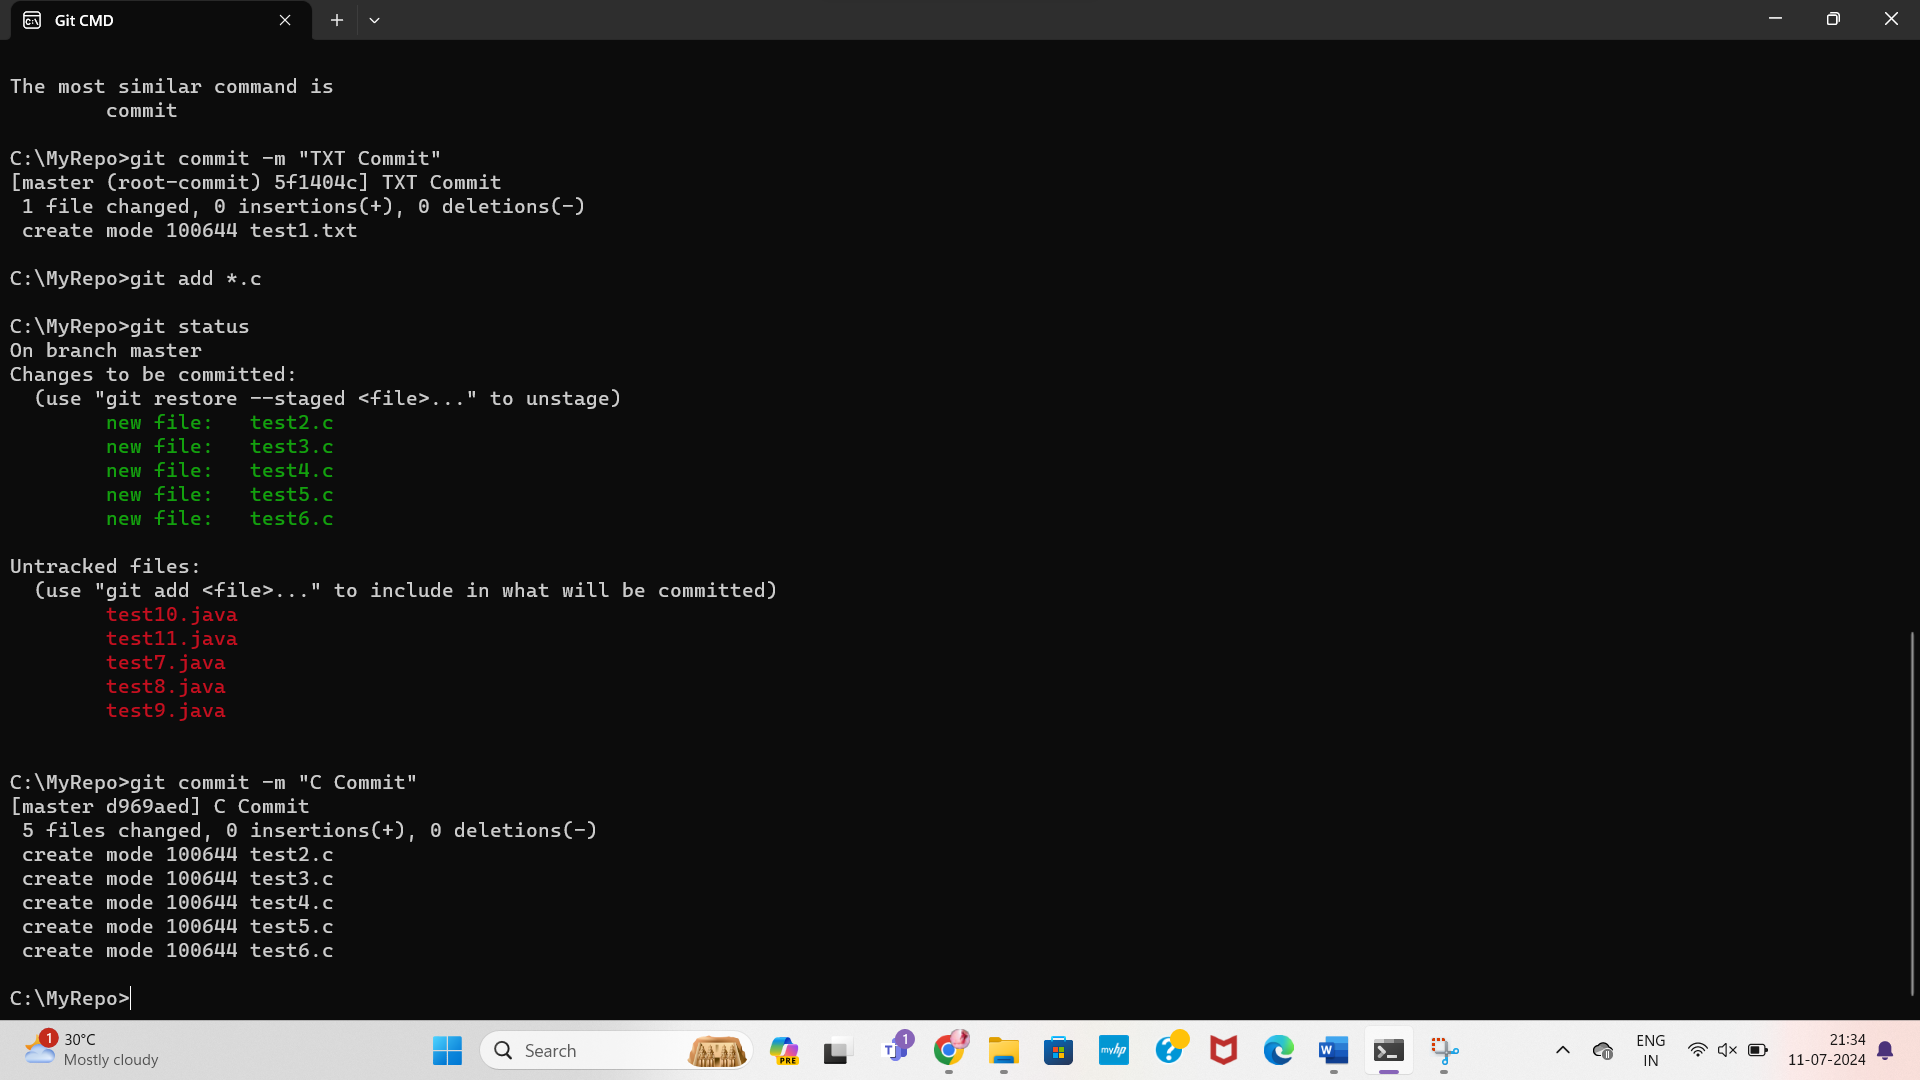 Git CMD
The most similar command is
commit
C:\MyRepo>git commit -m "TXT Commit"
[master (root-commit) 5f1404c] TXT Commit
1 file changed, 0 insertions(+), 0 deletions(-)
create mode 100644 test1.txt
C:\MyRepo>git add *.c
C:\MyRepo>git status
On branch master
Changes to be committed:
(use "git restore --staged <file>..." to unstage)
new file:   test2.c
new file:   test3.c
new file:   test4.c
new file:   test5.c
new file:   test6.c
Untracked files:
(use "git add <file>..." to include in what will be committed)
test10.java
test11.java
test7.java
test8.java
test9.java
C:\MyRepo>git commit -m "C Commit"
[master d969aed] C Commit
5 files changed, 0 insertions(+), 0 deletions(-)
create mode 100644 test2.c
create mode 100644 test3.c
create mode 100644 test4.c
create mode 100644 test5.c
create mode 100644 test6.c
C:\MyRepo>
1
30°C
Mostly cloudy
Search
PRE
1
myhp
ENG
IN
21:34
11-07-2024